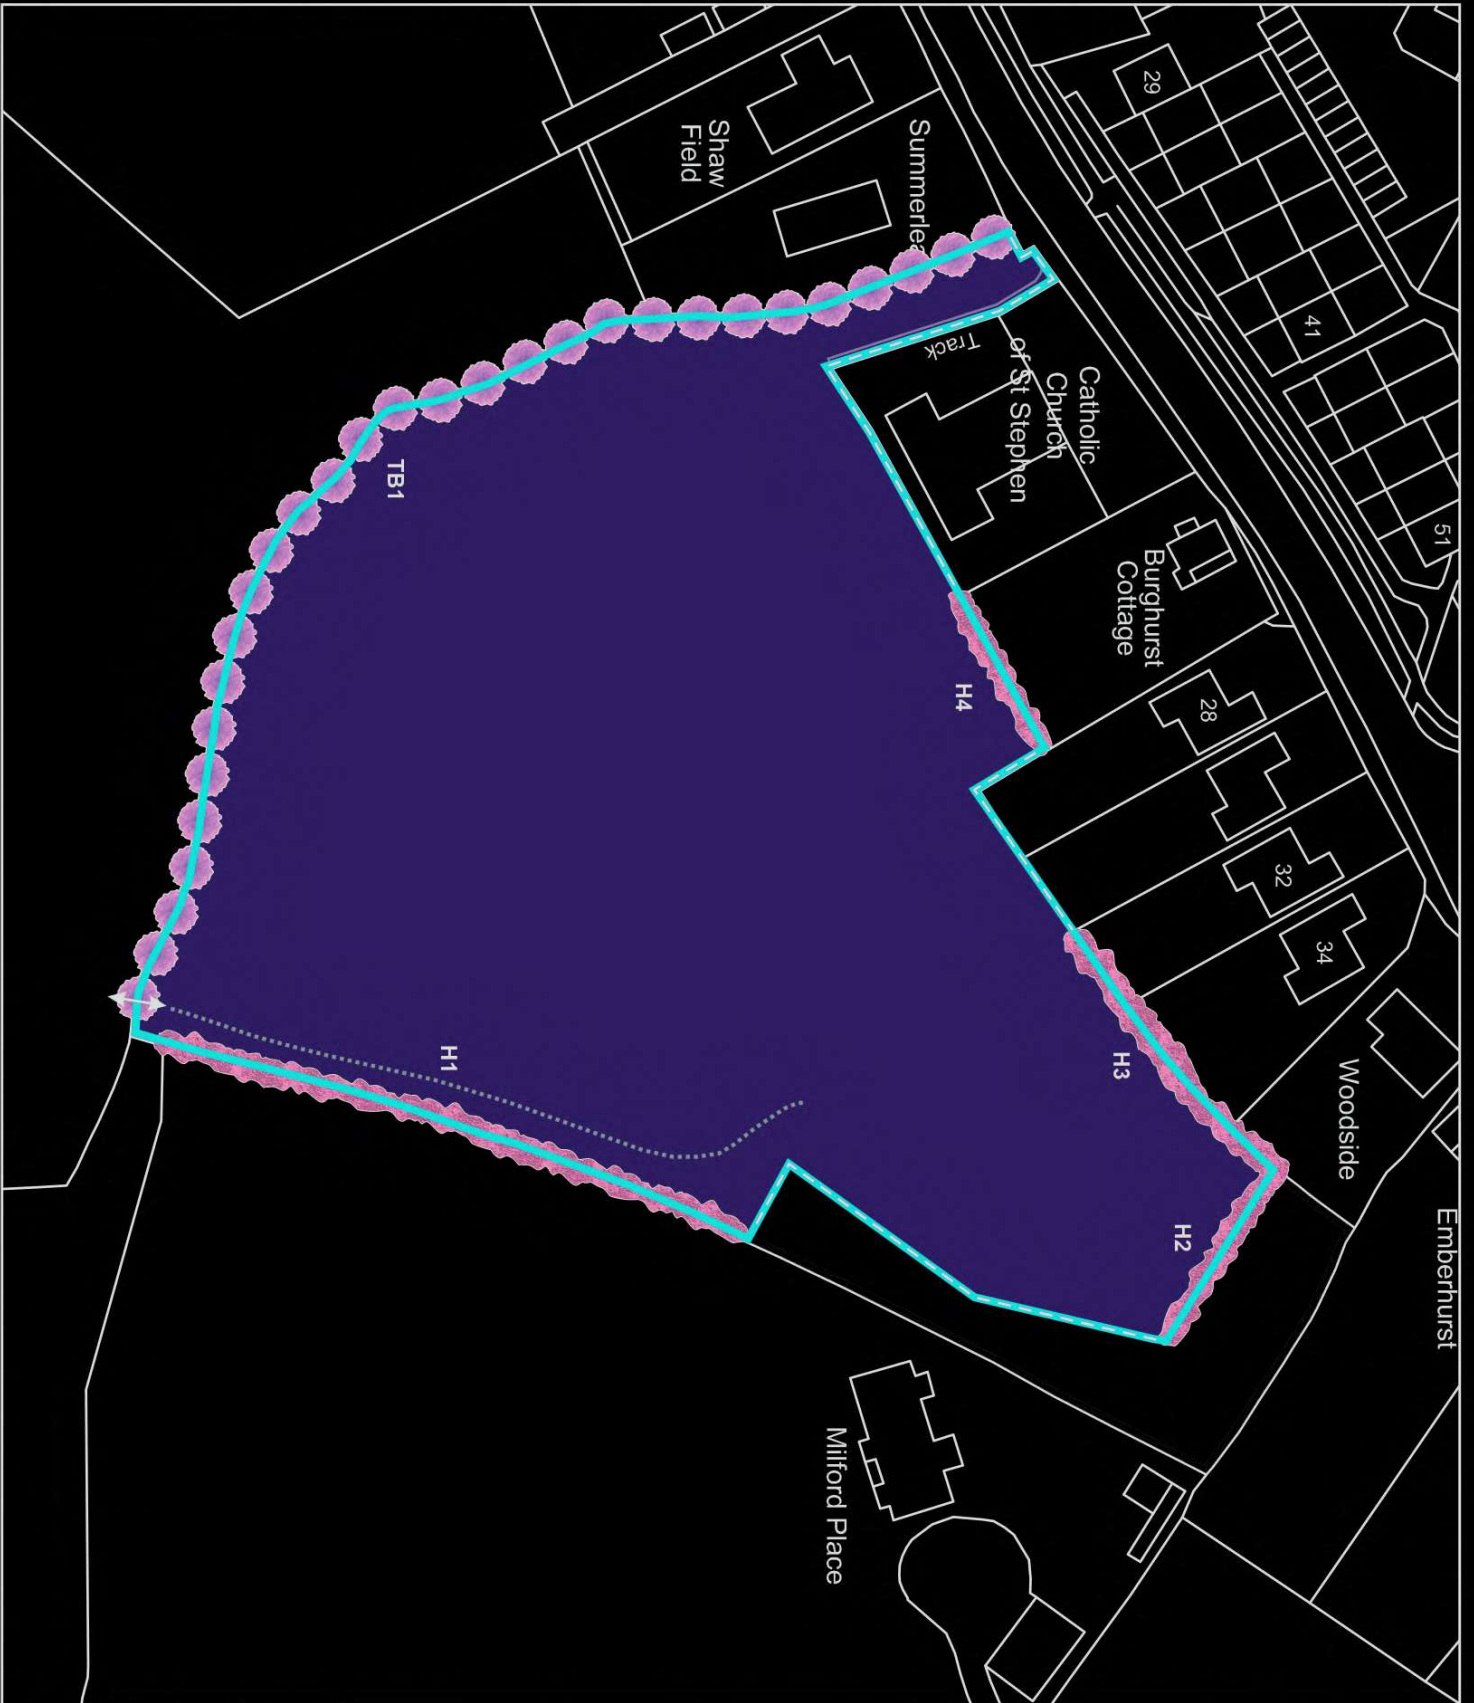 29
Shaw
Field
Summerlea
41
Track
Catholic
Church
of St Stephen
TB1
51
Burghurst
Cottage
H4
28
32
34
H1
H3
Woodside
H2
Emberhurst
Milford Place